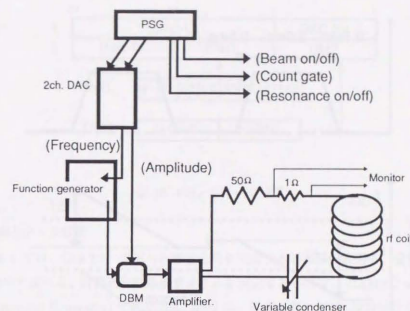 PSG
2ch. DAC
(Beam on/off)
(Count gate)
(Resonance on/off)
(Frequency)
(Amplitude)
Function generator
50Ω
1Ω
Monitor
rf coi
DBM
Amplifier.
Variable condenser